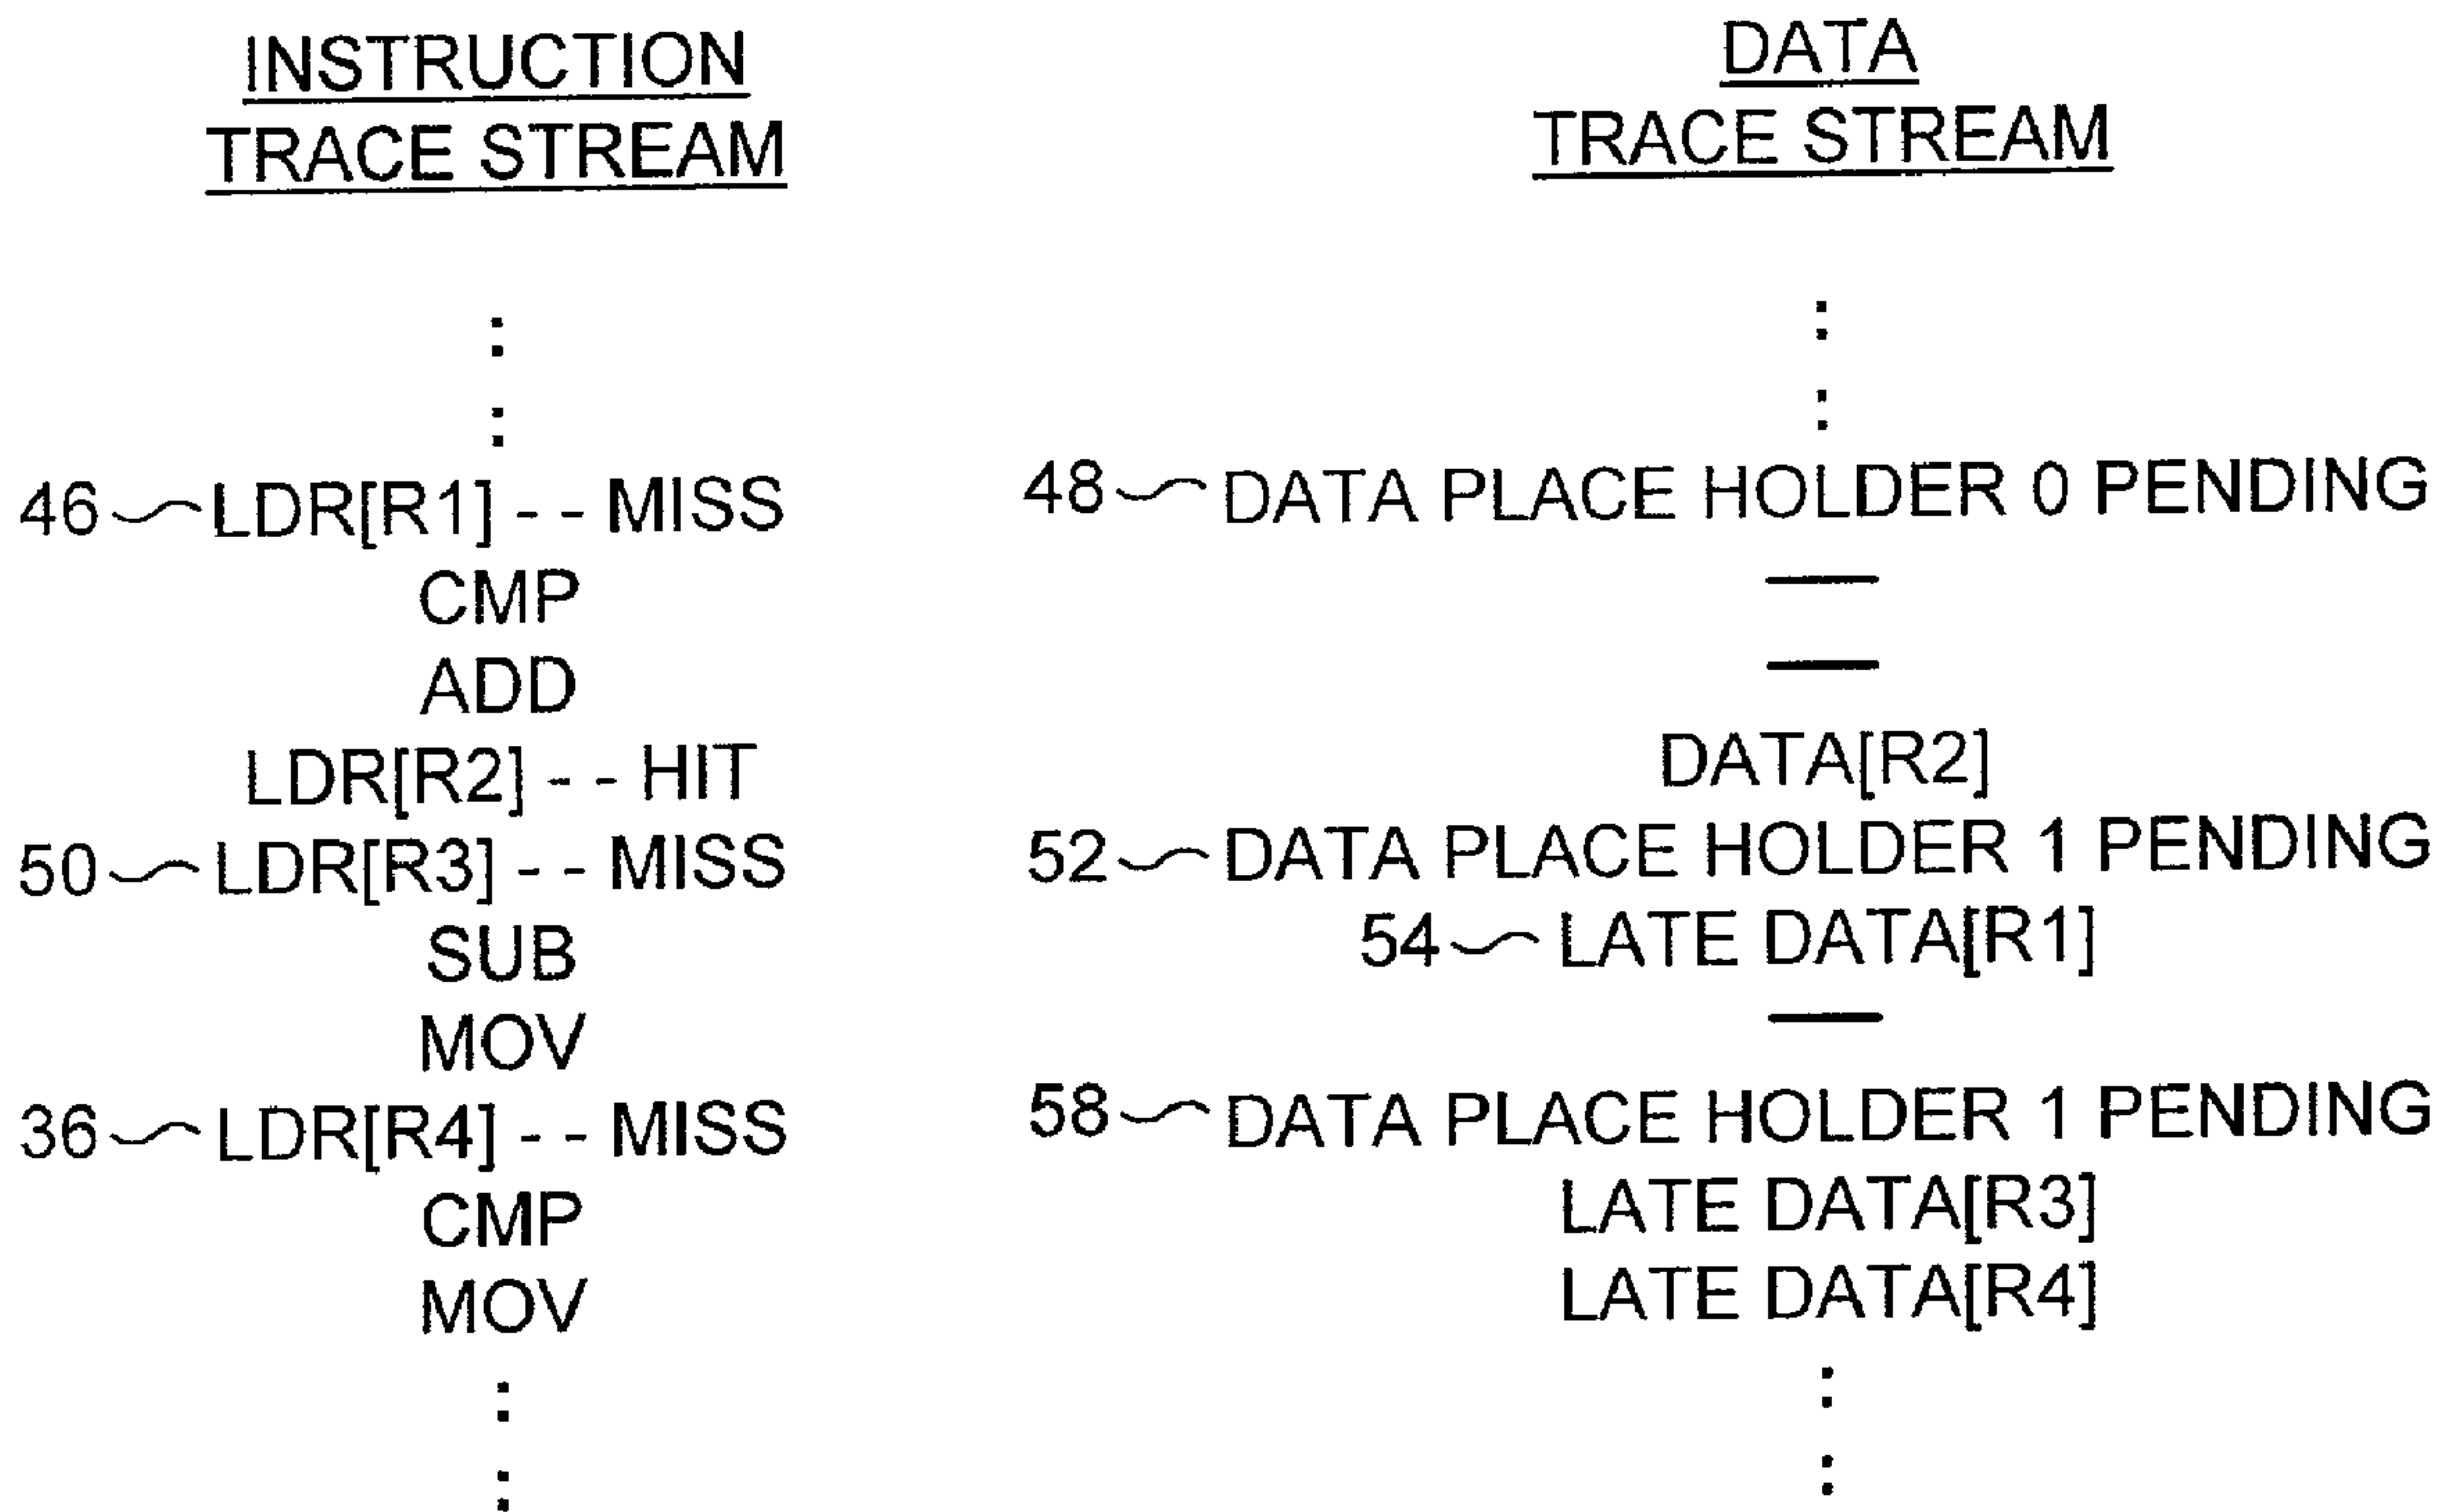 INSTRUCTION
TRACE STREAM
46 LDR[R1] - - MISS
CMP
ADD
LDR[R2] - - HIT
50 LDR[R3] - - MISS
SUB
MOV
36 LDR[R4] - - MISS
CMP
MOV
DATA
TRACE STREAM
48 DATA PLACE HOLDER 0 PENDING
—
—
DATA[R2]
52 DATA PLACE HOLDER 1 PENDING
54 LATE DATA[R1]
—
58 DATA PLACE HOLDER 1 PENDING
LATE DATA[R3]
LATE DATA[R4]